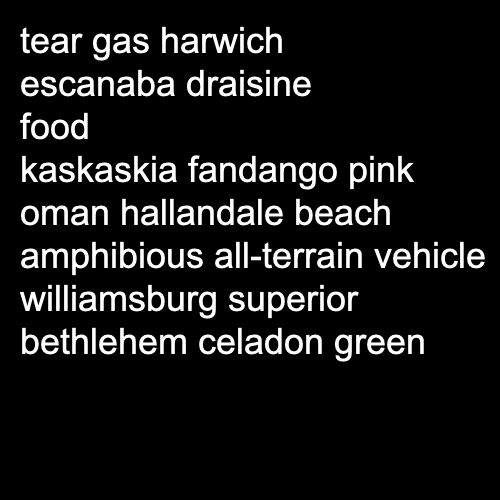 tear gas harwich
escanaba draisine
food
kaskaskia fandango pink
oman hallandale beach
amphibious all-terrain vehicle
williamsburg superior
bethlehem celadon green